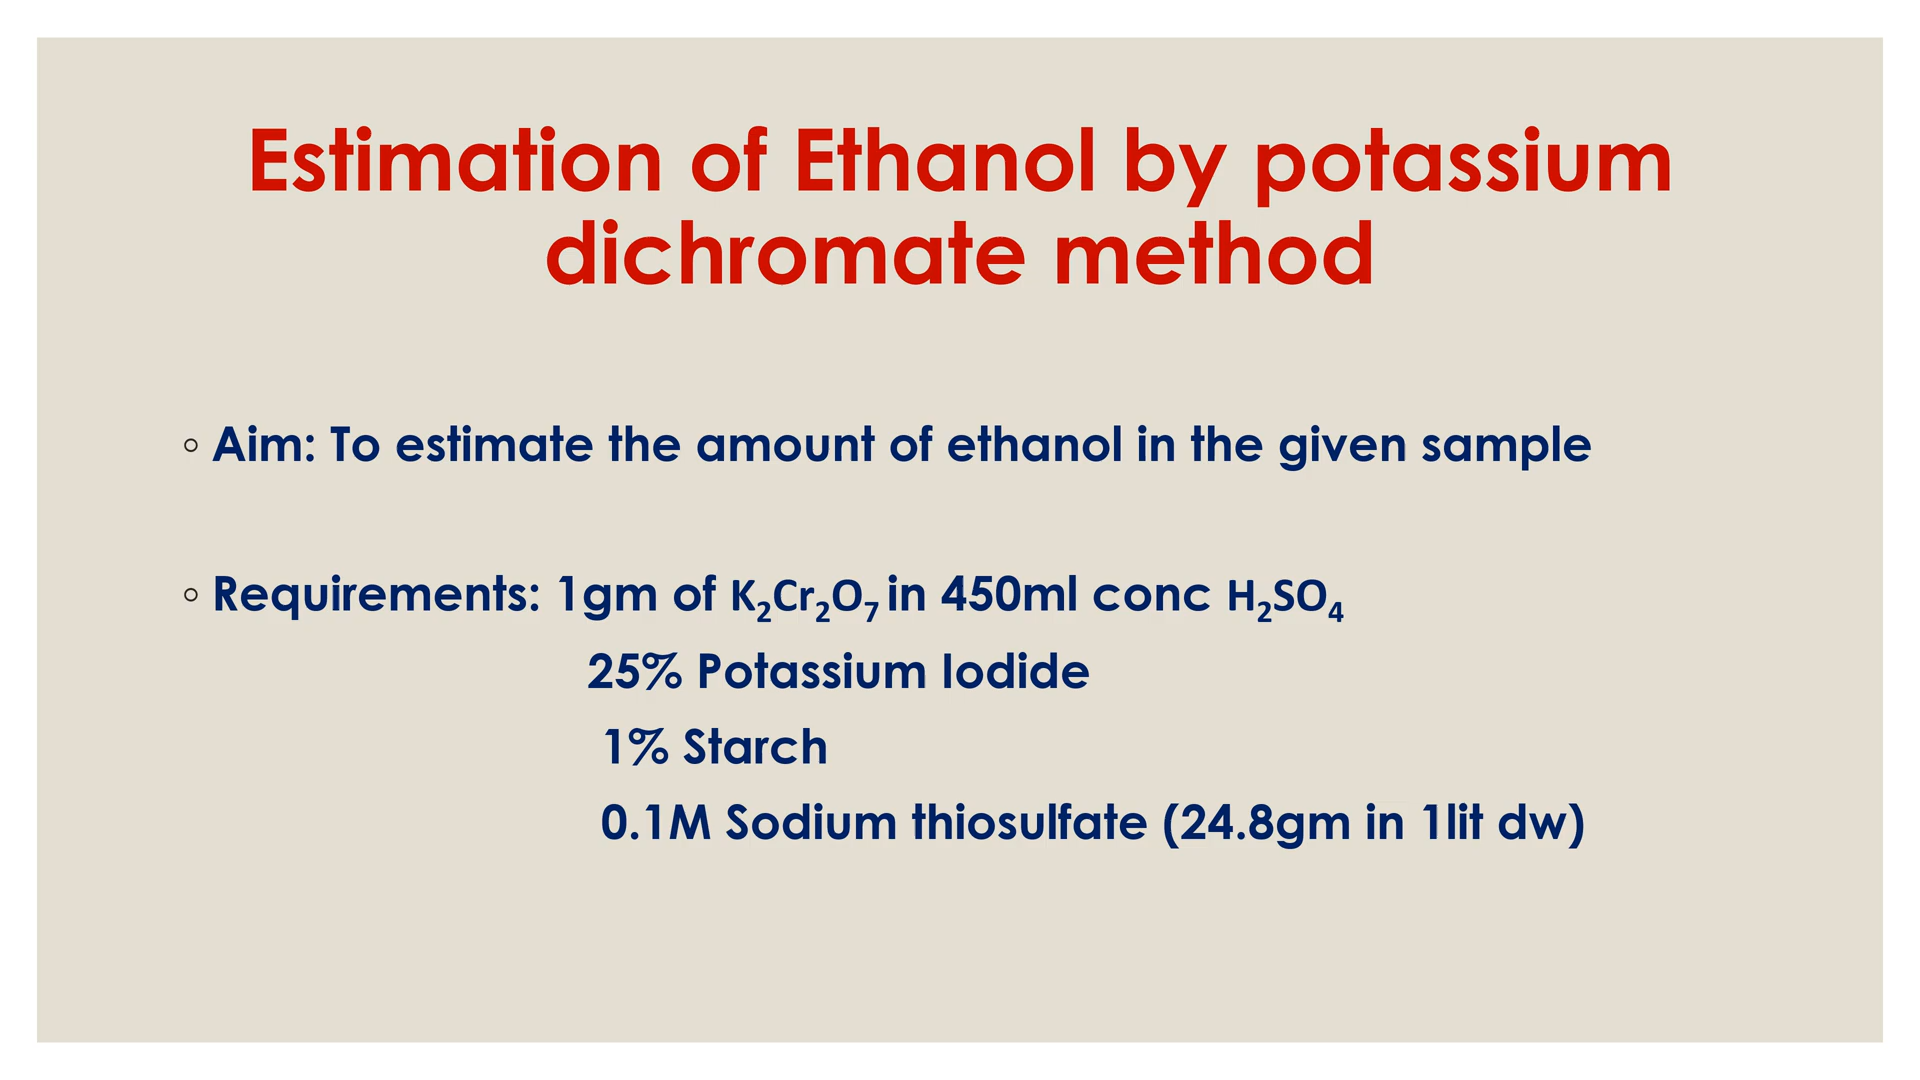 Estimation of Ethanol by potassium
dichromate method
◦ Aim: To estimate the amount of ethanol in the given sample
◦ Requirements: 1gm of K₂Cr₂O₇ in 450ml conc H₂SO₄
25% Potassium Iodide
1% Starch
0.1M Sodium thiosulfate (24.8gm in 1lit dw)